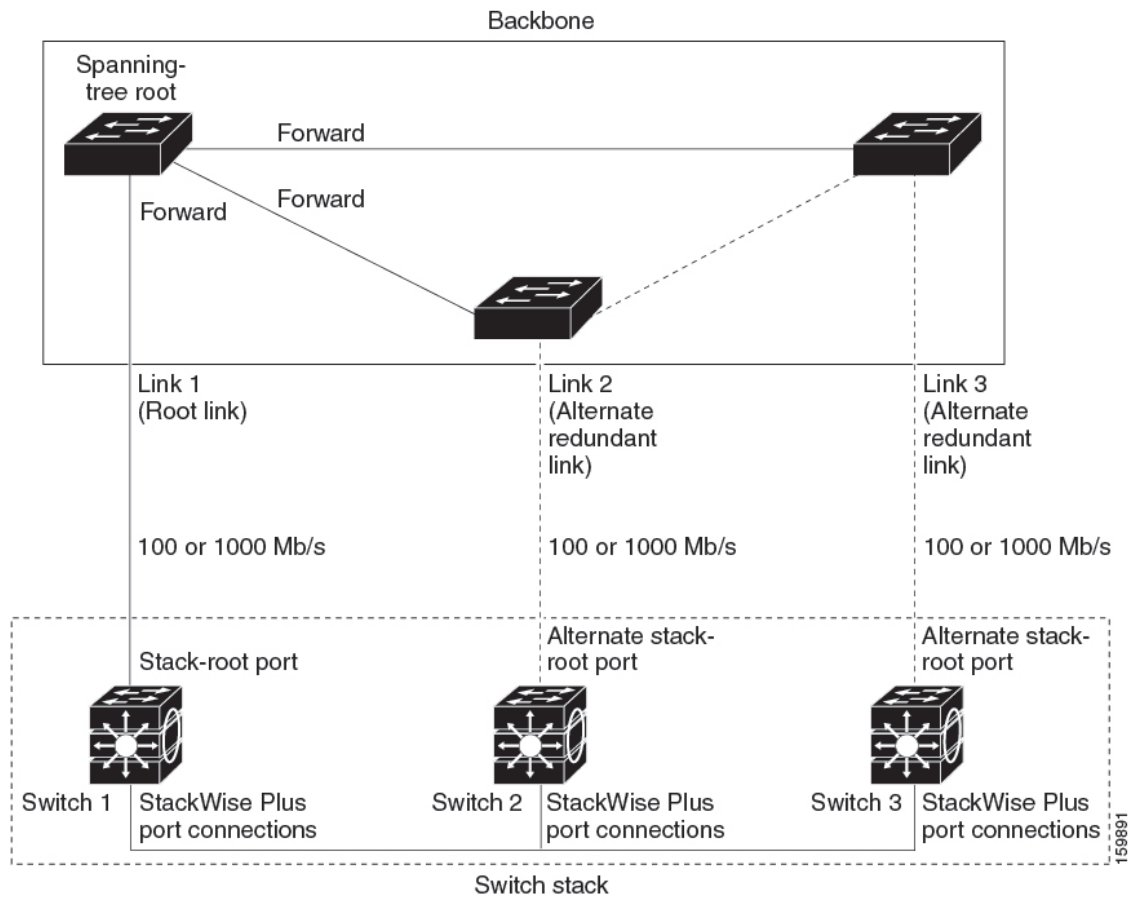 Backbone
Spanning-
tree root
Forward
Forward
Forward
Link 1
(Root link)
Link 2
(Alternate
redundant
link)
Link 3
(Alternate
redundant
link)
100 or 1000 Mb/s
100 or 1000 Mb/s
100 or 1000 Mb/s
Stack-root port
Alternate stack-
root port
Alternate stack-
root port
Switch 1
StackWise Plus
port connections
Switch 2
StackWise Plus
port connections
Switch 3
StackWise Plus
port connections
159891
Switch stack